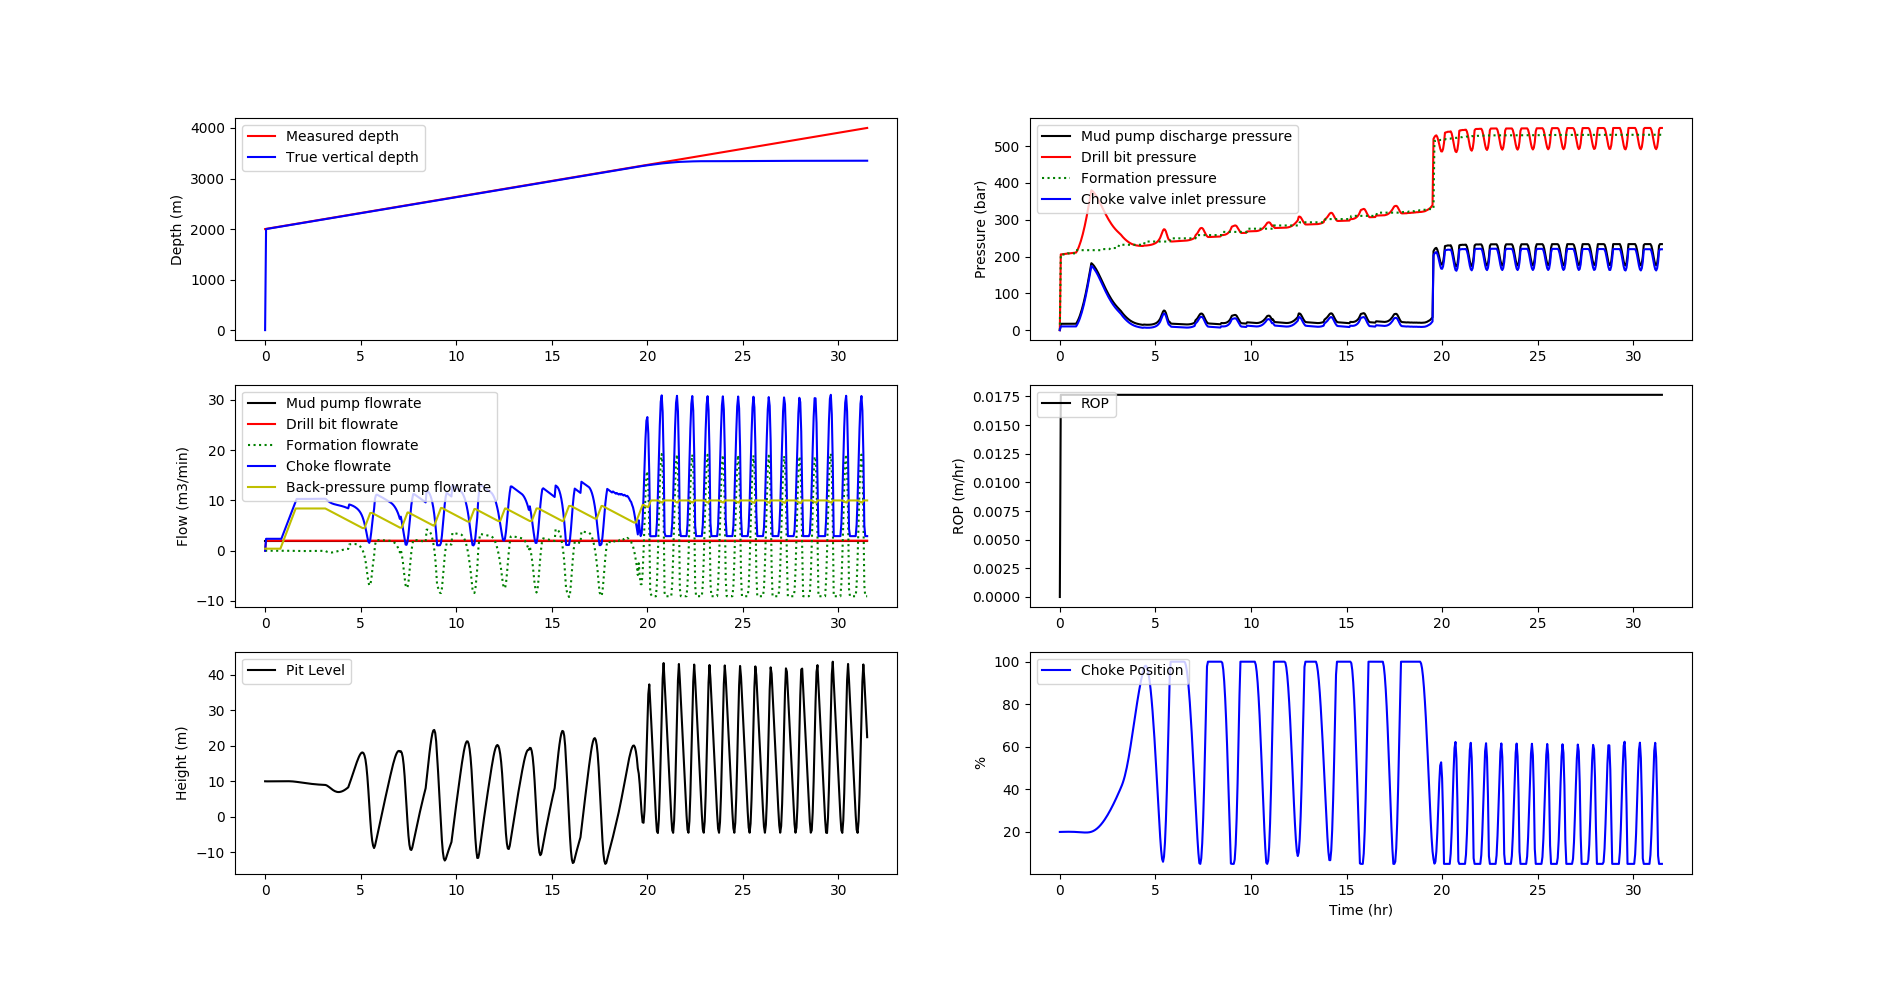 Measured depth
True vertical depth
Depth (m)
4000
3000
2000
1000
0
0 5 10 15 20 25 30
Mud pump discharge pressure
Drill bit pressure
Formation pressure
Choke valve inlet pressure
Pressure (bar)
500
400
300
200
100
0
0 5 10 15 20 25 30
Mud pump flowrate
Drill bit flowrate
Formation flowrate
Choke flowrate
Back-pressure pump flowrate
Flow (m3/min)
30
20
10
0
−10
0 5 10 15 20 25 30
ROP
ROP (m/hr)
0.0175
0.0150
0.0125
0.0100
0.0075
0.0050
0.0025
0.0000
0 5 10 15 20 25 30
Pit Level
Height (m)
40
30
20
10
0
−10
0 5 10 15 20 25 30
Choke Position
%
100
80
60
40
20
0 5 10 15 20 25 30
Time (hr)